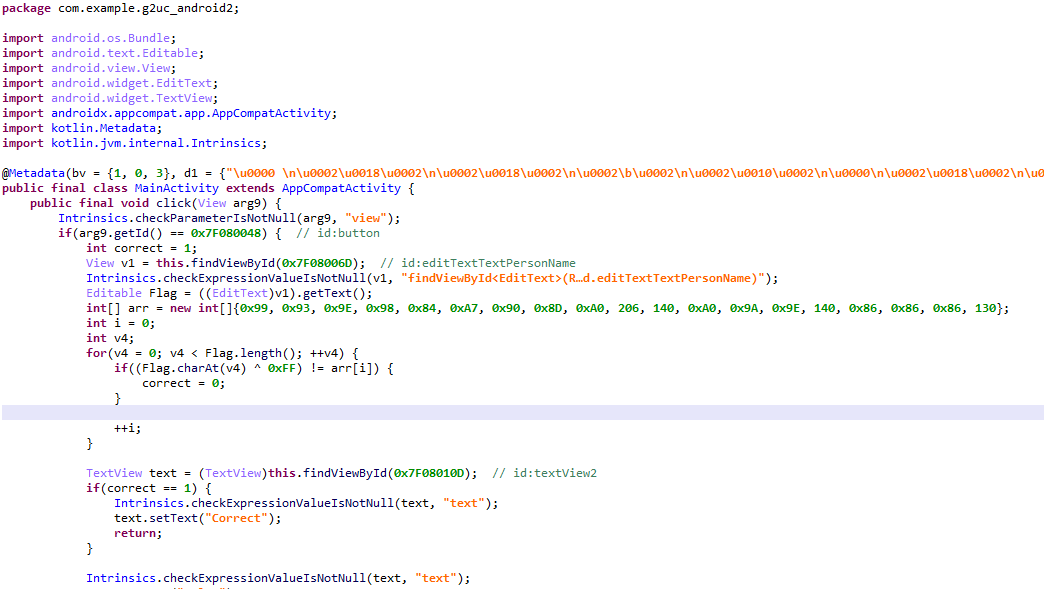 package com.example.g2uc_android2;
import android.os.Bundle;
import android.text.Editable;
import android.view.View;
import android.widget.EditText;
import android.widget.TextView;
import androidx.appcompat.app.AppCompatActivity;
import kotlin.Metadata;
import kotlin.jvm.internal.Intrinsics;
@Metadata(bv = {1, 0, 3}, d1 = {"\u0000 \n\u0002\u0018\u0002\n\u0002\u0018\u0002\n\u0002\b\u0002\n\u0002\u0010\u0002\n\u0000\n\u0002\u0018\u0002\n\u0
public final class MainActivity extends AppCompatActivity {
public final void click(View arg9) {
Intrinsics.checkParameterIsNotNull(arg9, "view");
if(arg9.getId() == 0x7F080048) {  // id:button
int correct = 1;
View v1 = this.findViewById(0x7F08006D);  // id:editTextTextPersonName
Intrinsics.checkExpressionValueIsNotNull(v1, "findViewById<EditText>(R…d.editTextTextPersonName)");
Editable Flag = ((EditText)v1).getText();
int[] arr = new int[]{0x99, 0x93, 0x9E, 0x98, 0x84, 0xA7, 0x90, 0x8D, 0xA0, 206, 140, 0xA0, 0x9A, 0x9E, 140, 0x86, 0x86, 0x86, 130};
int i = 0;
int v4;
for(v4 = 0; v4 < Flag.length(); ++v4) {
if((Flag.charAt(v4) ^ 0xFF) != arr[i]) {
correct = 0;
}
++i;
}
TextView text = (TextView)this.findViewById(0x7F08010D);  // id:textView2
if(correct == 1) {
Intrinsics.checkExpressionValueIsNotNull(text, "text");
text.setText("Correct");
return;
}
Intrinsics.checkExpressionValueIsNotNull(text, "text");